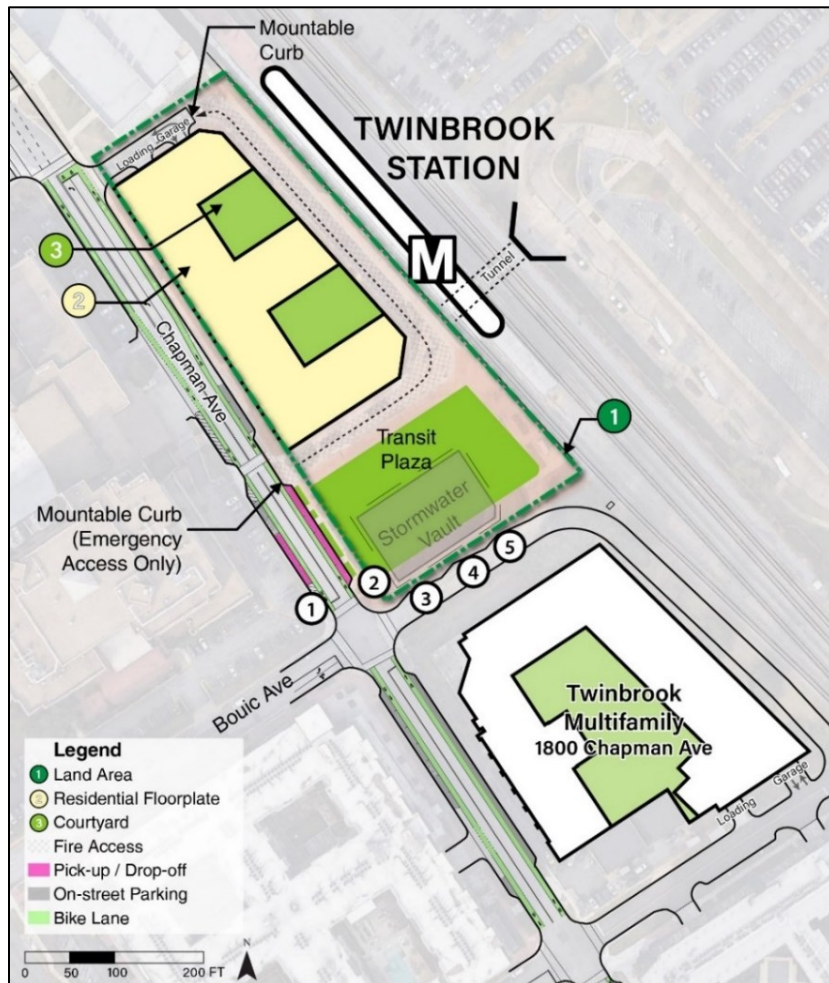 Mountable
Curb
TWINBROOK
STATION
Loading
Garage
3
2
M
Tunnel
Chapman Ave
1
Transit
Plaza
Stormwater
Vault
Mountable Curb
(Emergency
Access Only)
1
2
3
4
5
Bouic Ave
Twinbrook
Multifamily
1800 Chapman Ave
Loading
Garage
Legend
1 Land Area
2 Residential Floorplate
3 Courtyard
Fire Access
Pick-up / Drop-off
On-street Parking
Bike Lane
0 50 100 200 FT
N